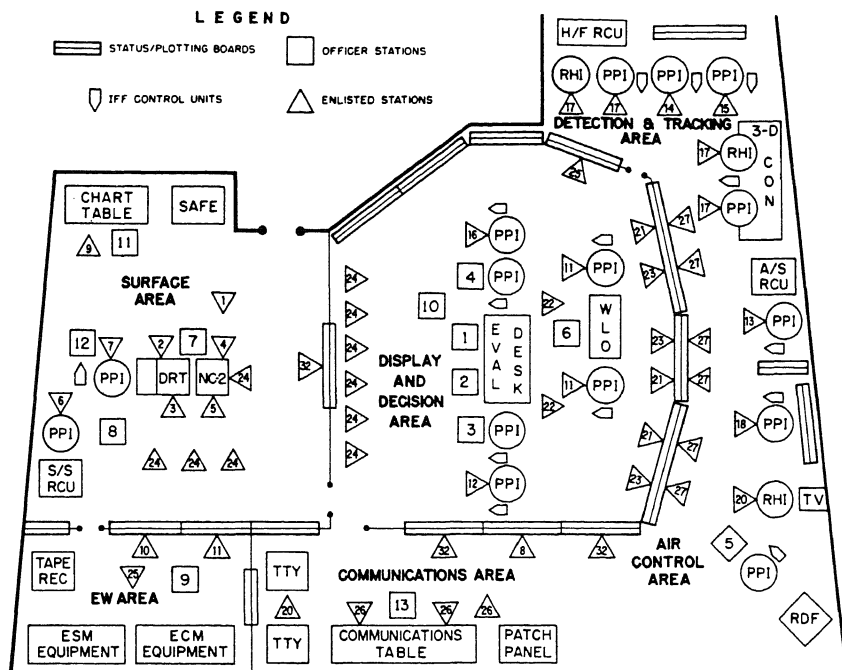 LEGEND
STATUS/PLOTTING BOARDS
OFFICER STATIONS
IFF CONTROL UNITS
ENLISTED STATIONS
H/F RCU
RHI
PPI
PPI
PPI
17
17
14
15
DETECTION & TRACKING
AREA
3-D
CON
17
RHI
17
PPI
23
CHART
TABLE
SAFE
9
11
SURFACE
AREA
1
12
7
2
7
4
PPI
DRT
NC-2
24
6
3
5
PPI
8
24
24
24
S/S
RCU
32
24
24
24
24
24
24
DISPLAY
AND
DECISION
AREA
16
PPI
4
PPI
10
1
2
EVAL
DESK
3
PPI
12
PPI
11
PPI
22
6
WLO
11
PPI
22
21
27
23
27
23
27
21
27
21
27
23
27
A/S
RCU
13
PPI
18
PPI
20
RHI
TV
5
PPI
RDF
AIR
CONTROL
AREA
10
11
32
8
32
TAPE
REC
25
9
EW AREA
ESM
EQUIPMENT
ECM
EQUIPMENT
TTY
20
TTY
COMMUNICATIONS AREA
26
13
26
26
COMMUNICATIONS
TABLE
PATCH
PANEL